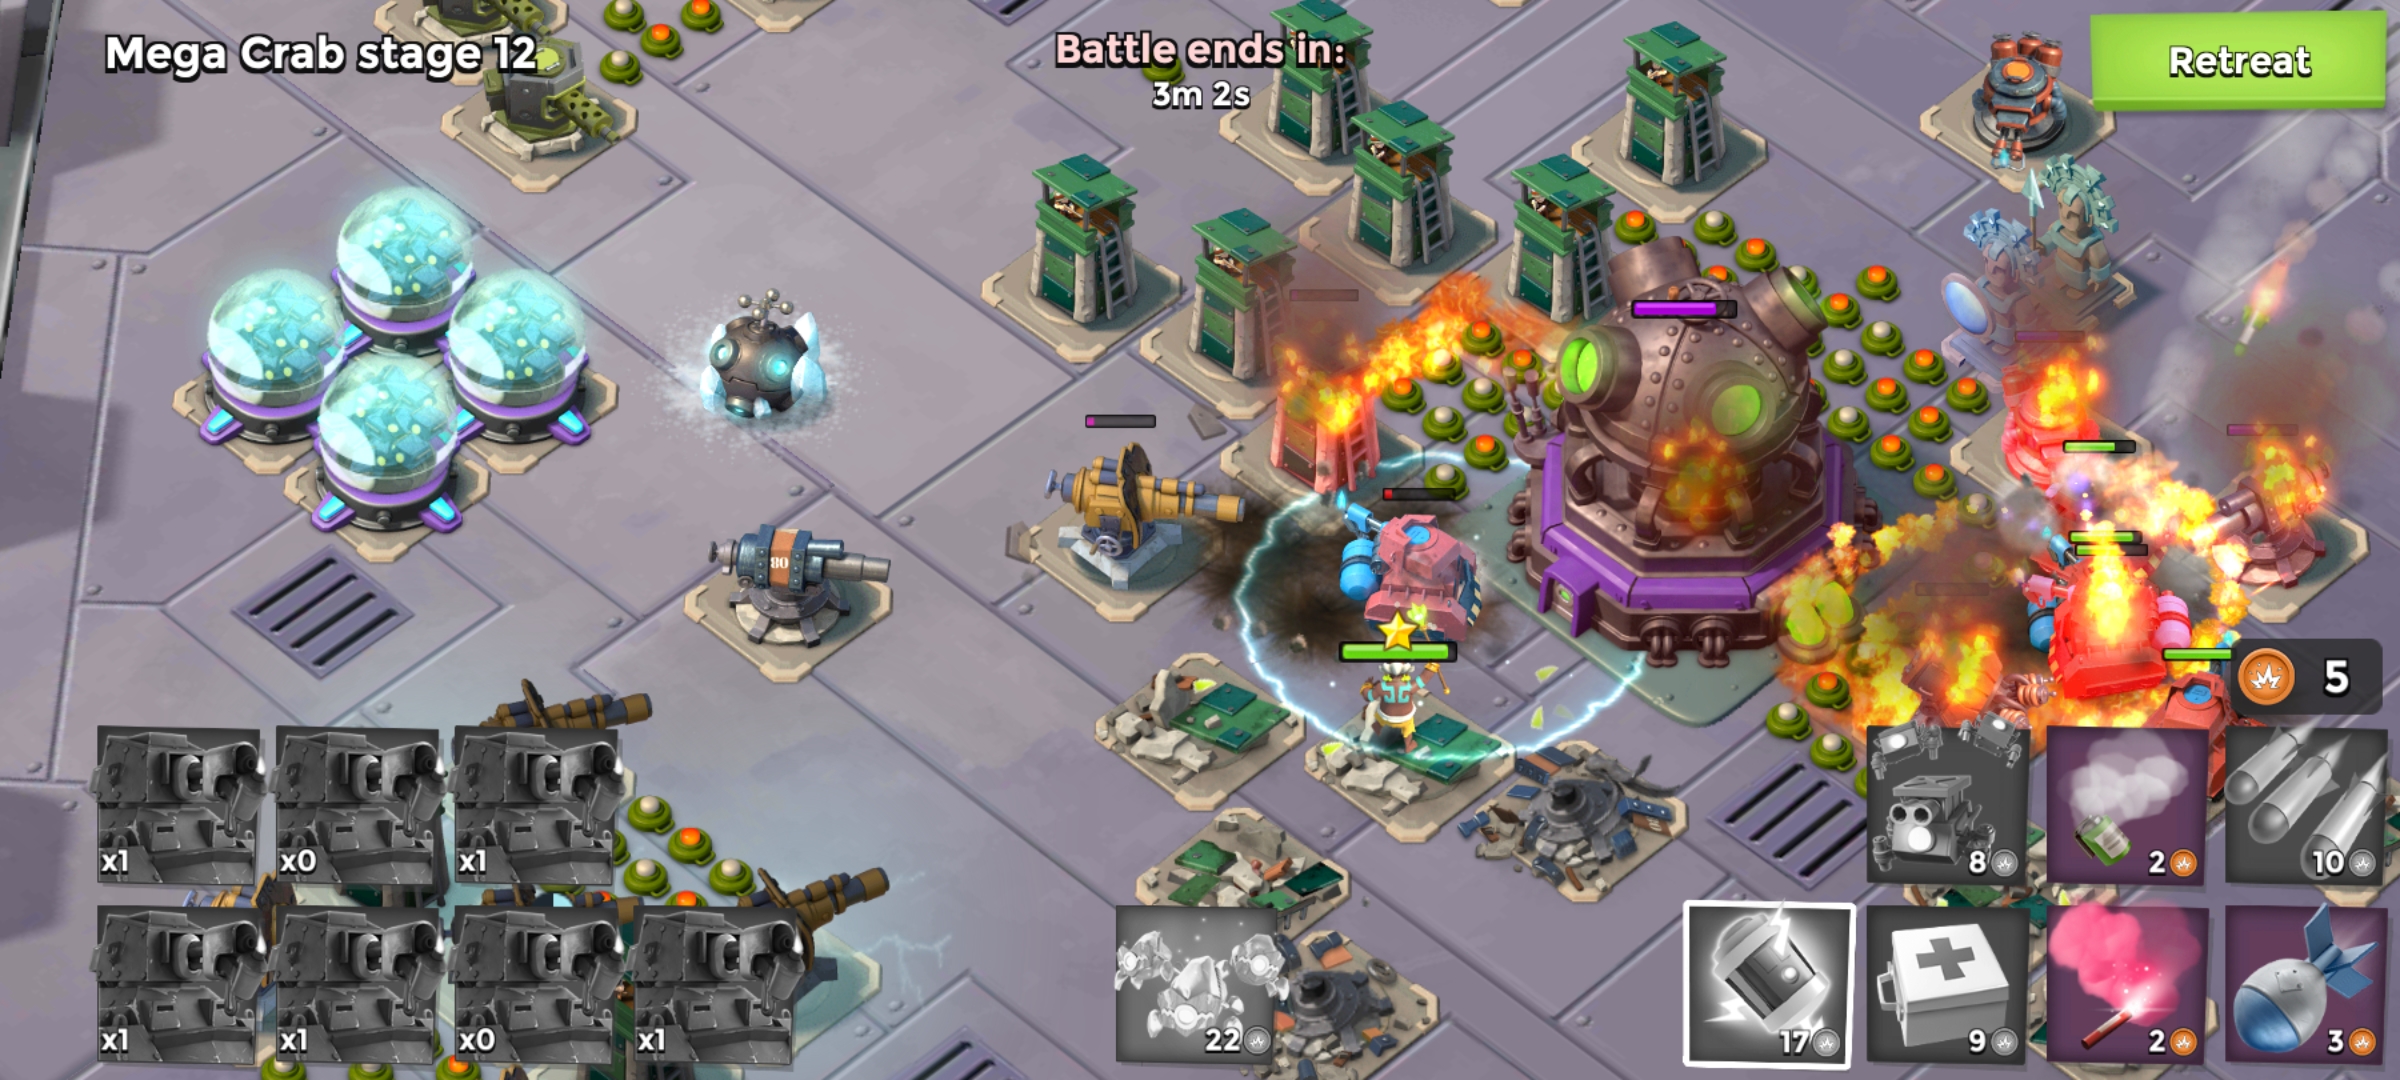 Mega Crab stage 12
Battle ends in:
3m 2s
Retreat
80
5
x1
x0
x1
8
2
10
x1
x1
x0
x1
22
17
9
2
3